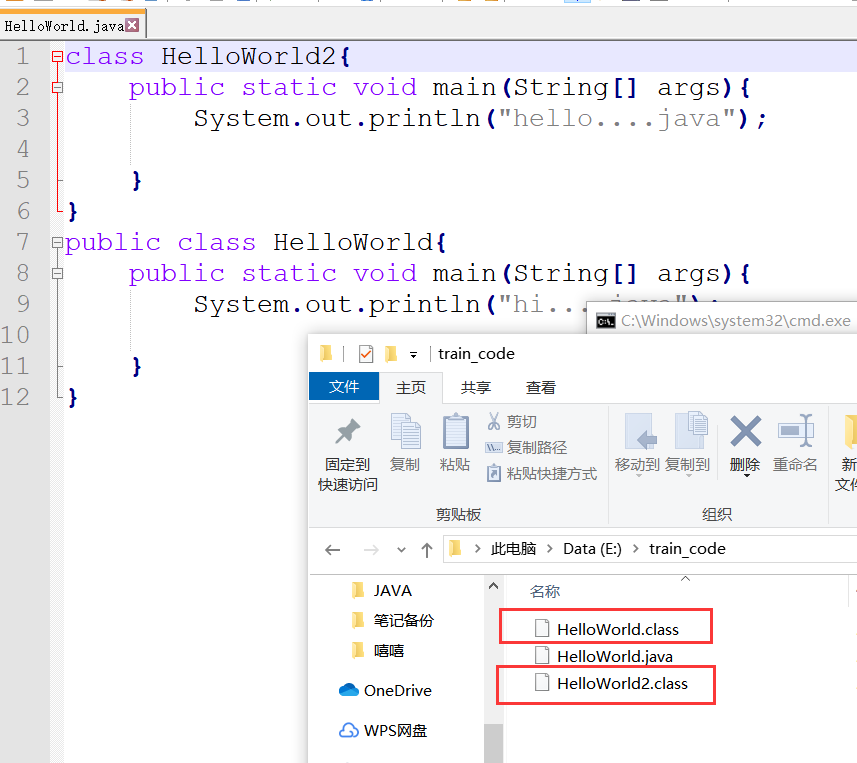 HelloWorld.java
1 class HelloWorld2{
2 public static void main(String[] args){
3 System.out.println("hello....java");
4
5 }
6 }
7 public class HelloWorld{
8 public static void main(String[] args){
9 System.out.println("hi....java");
10
11 }
12 }
C:\Windows\system32\cmd.exe
train_code
文件 主页 共享 查看
固定到快速访问
复制
粘贴
剪切
复制路径
粘贴快捷方式
剪贴板
移动到
复制到
删除
重命名
组织
新
文件
此电脑 > Data (E:) > train_code
JAVA
笔记备份
嘻嘻
OneDrive
WPS网盘
名称
HelloWorld.class
HelloWorld.java
HelloWorld2.class